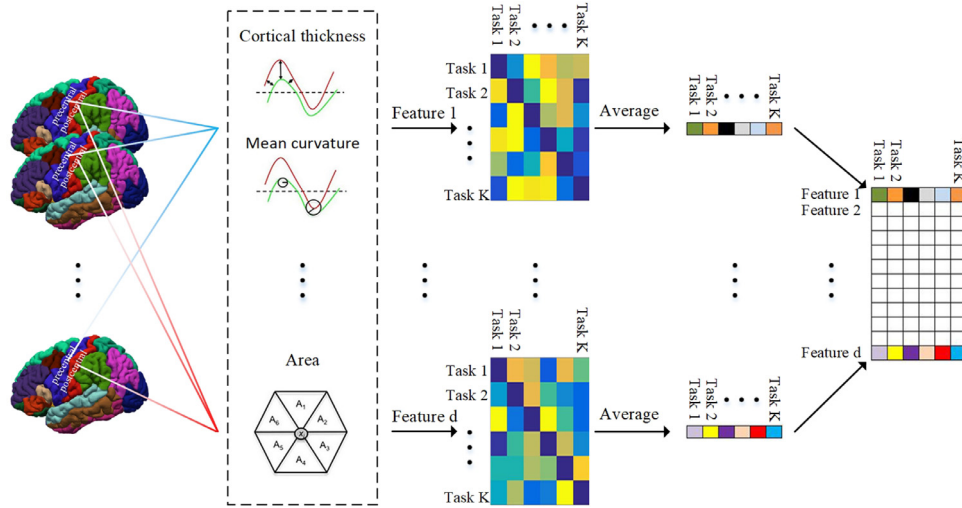 Cortical thickness
Mean curvature
Area
A1
A2
A3
A4
A5
A6
xi
precentral
postcentral
precentral
postcentral
precentral
postcentral
Feature 1
Feature d
Task 1
Task 2
Task K
Task 1
Task 2
Task K
Average
Task 1
Task 2
Task K
Task 1
Task 2
Task K
Task 1
Task 2
Task K
Average
Task 1
Task 2
Task K
Task 1
Task 2
Task K
Feature 1
Feature 2
Feature d